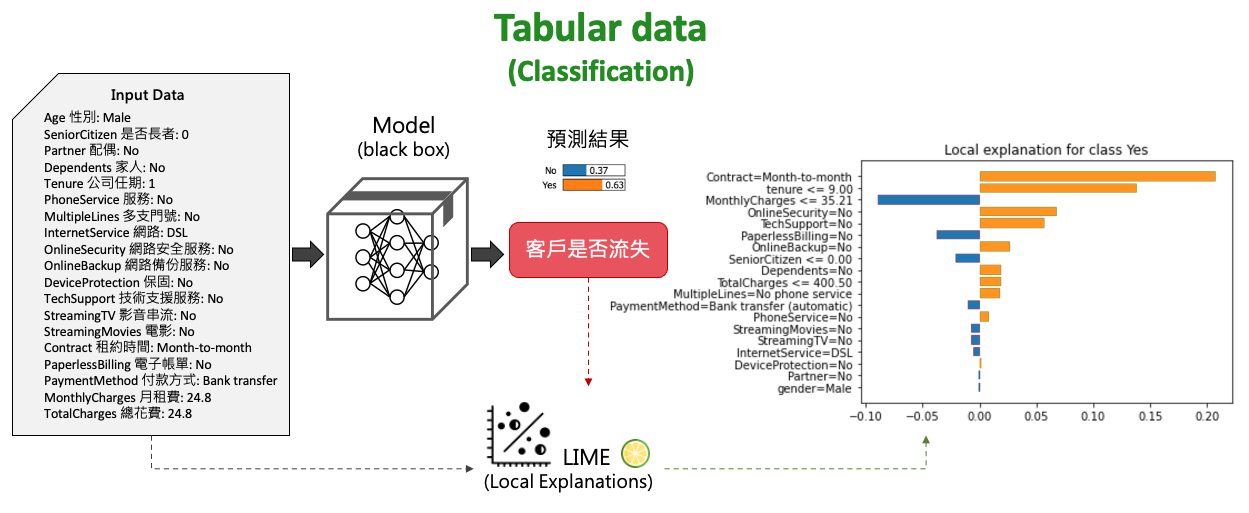 Tabular data
(Classification)
Input Data
Age 性別: Male
SeniorCitizen 是否長者: 0
Partner 配偶: No
Dependents 家人: No
Tenure 公司任期: 1
PhoneService 服務: No
MultipleLines 多支門號: No
InternetService 網路: DSL
OnlineSecurity 網路安全服務: No
OnlineBackup 網路備份服務: No
DeviceProtection 保固: No
TechSupport 技術支援服務: No
StreamingTV 影音串流: No
StreamingMovies 電影: No
Contract 租約時間: Month-to-month
PaperlessBilling 電子帳單: No
PaymentMethod 付款方式: Bank transfer
MonthlyCharges 月租費: 24.8
TotalCharges 總花費: 24.8
Model
(black box)
預測結果
No 0.37
Yes 0.63
客戶是否流失
LIME
(Local Explanations)
Local explanation for class Yes
Contract=Month-to-month
tenure <= 9.00
MonthlyCharges <= 35.21
OnlineSecurity=No
TechSupport=No
PaperlessBilling=No
OnlineBackup=No
SeniorCitizen <= 0.00
Dependents=No
TotalCharges <= 400.50
MultipleLines=No phone service
PaymentMethod=Bank transfer (automatic)
PhoneService=No
StreamingMovies=No
StreamingTV=No
InternetService=DSL
DeviceProtection=No
Partner=No
gender=Male
−0.10 −0.05 0.00 0.05 0.10 0.15 0.20